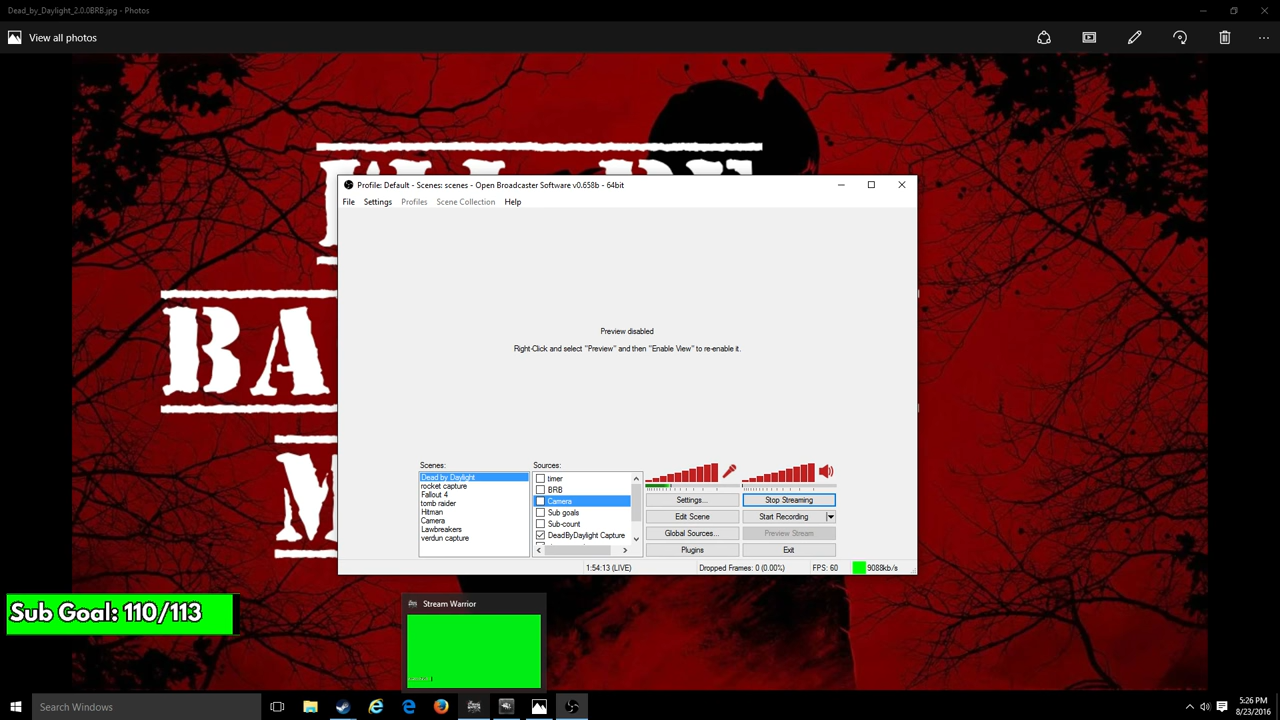 Dead_by_Daylight_2.0.0BRB.jpg - Photos
View all photos
BA
Profile: Default - Scenes: scenes - Open Broadcaster Software v0.658b - 64bit
File Settings Profiles Scene Collection Help
Preview disabled
Right-Click and select "Preview" and then "Enable View" to re-enable it.
Scenes:
Dead by Daylight
rocket capture
Fallout 4
tomb raider
Hitman
Camera
Lawbreakers
verdun capture
Sources:
timer
BRB
Camera
Sub goals
Sub-count
DeadByDaylight Capture
Settings...
Stop Streaming
Edit Scene
Start Recording
Global Sources...
Preview Stream
Plugins
Exit
1:54:13 (LIVE)
Dropped Frames: 0 (0.00%)
FPS: 60
9088kb/s
Sub Goal: 110/113
Stream Warrior
Search Windows
5:26 PM
8/23/2016